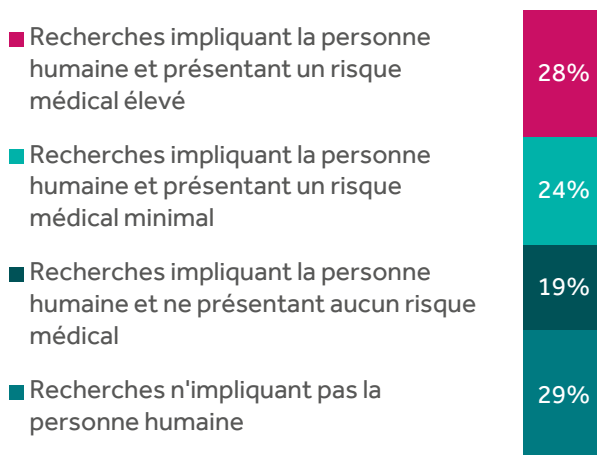 Recherches impliquant la personne
humaine et présentant un risque
médical élevé
28%
Recherches impliquant la personne
humaine et présentant un risque
médical minimal
24%
Recherches impliquant la personne
humaine et ne présentant aucun risque
médical
19%
Recherches n'impliquant pas la
personne humaine
29%